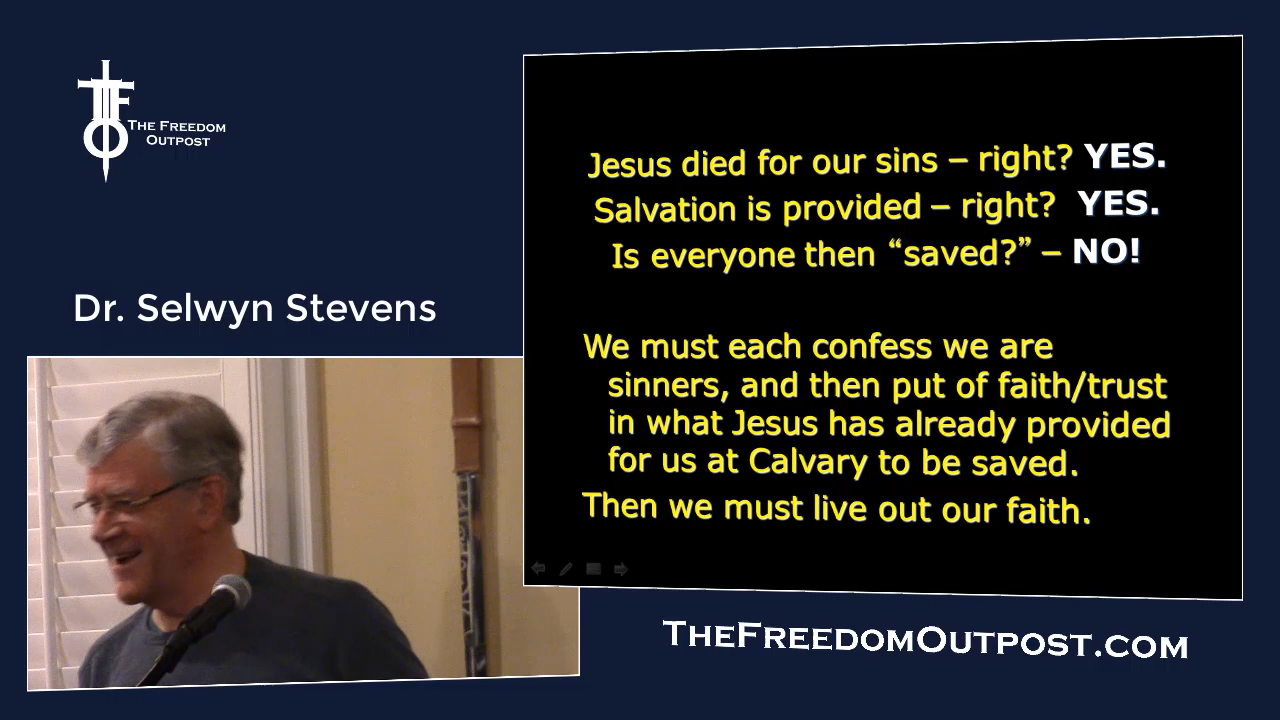 The Freedom
Outpost
Dr. Selwyn Stevens
Jesus died for our sins – right? YES.
Salvation is provided – right? YES.
Is everyone then “saved?” – NO!
We must each confess we are
sinners, and then put of faith/trust
in what Jesus has already provided
for us at Calvary to be saved.
Then we must live out our faith.
TheFreedomOutpost.com